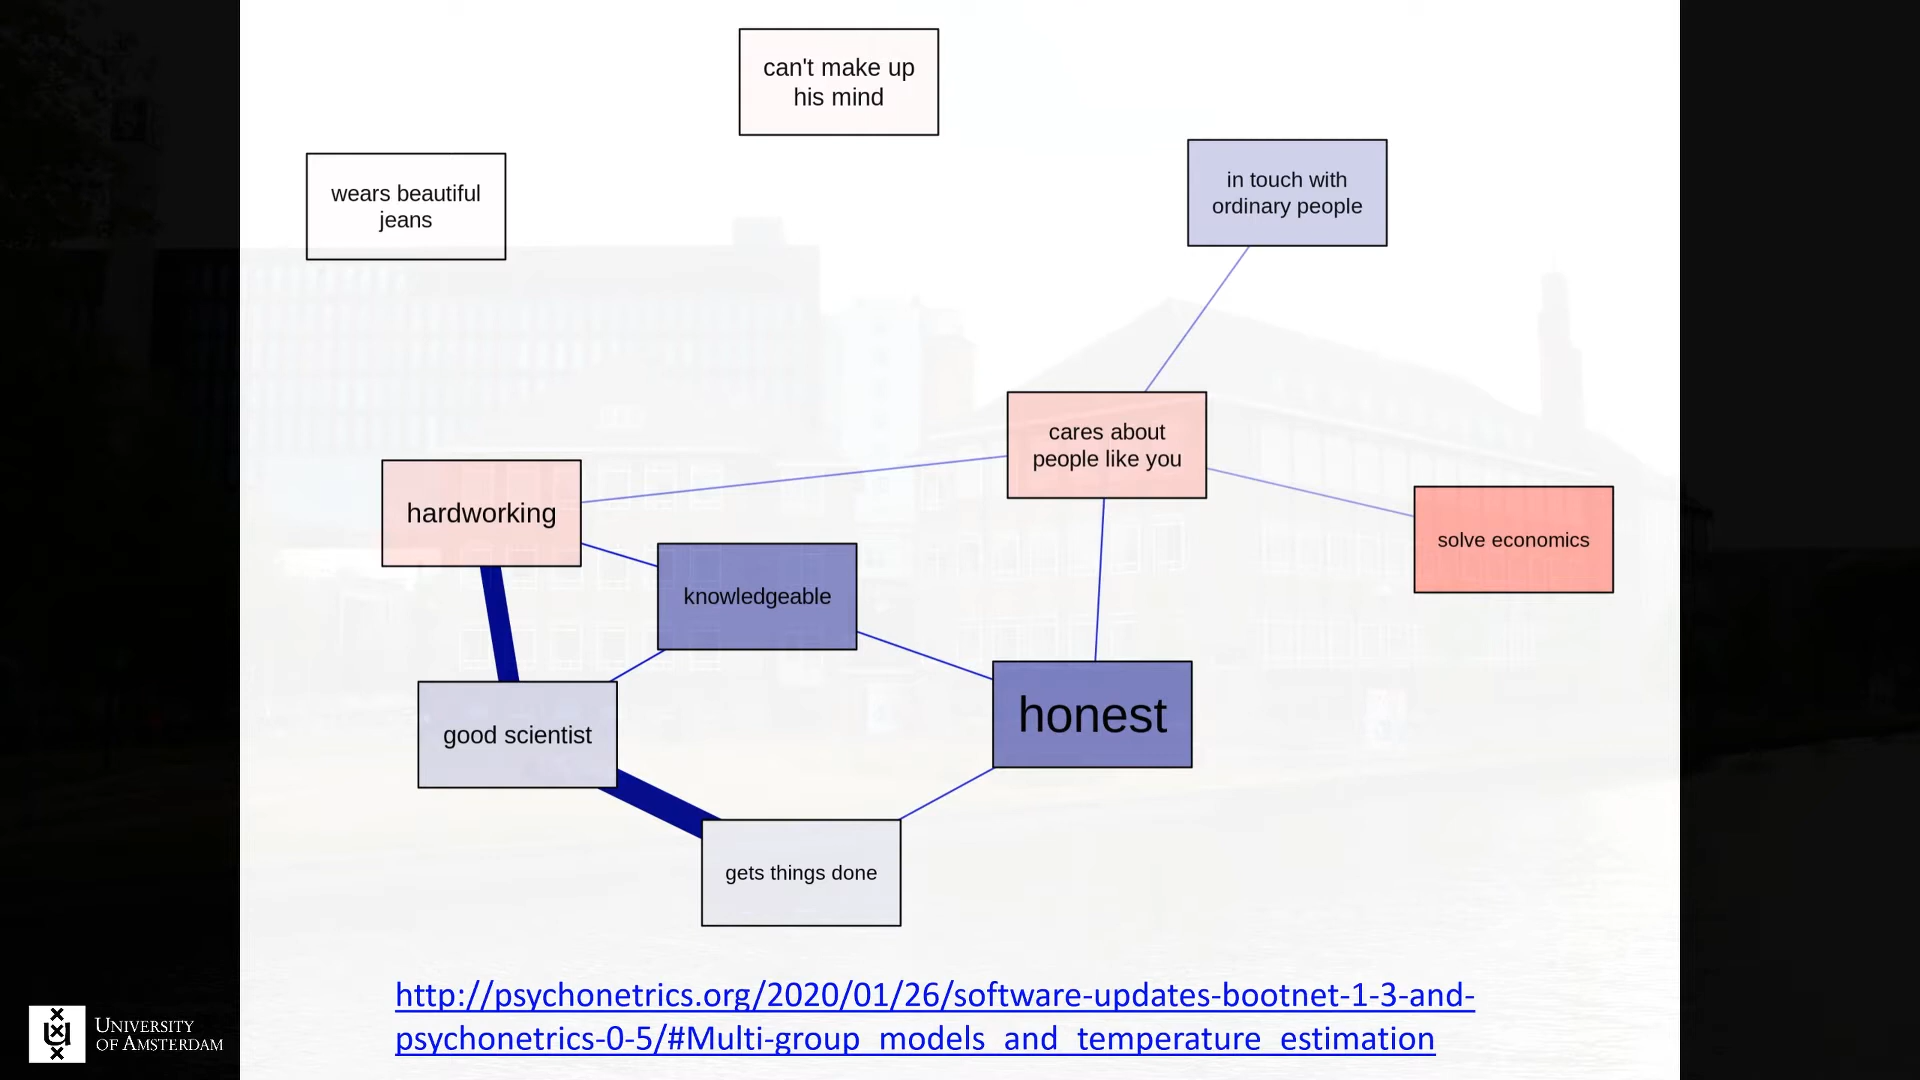 can't make up
his mind
wears beautiful
jeans
in touch with
ordinary people
cares about
people like you
hardworking
solve economics
knowledgeable
honest
good scientist
gets things done
http://psychonetrics.org/2020/01/26/software-updates-bootnet-1-3-and-
psychonetrics-0-5/#Multi-group_models_and_temperature_estimation
UNIVERSITY
OF AMSTERDAM